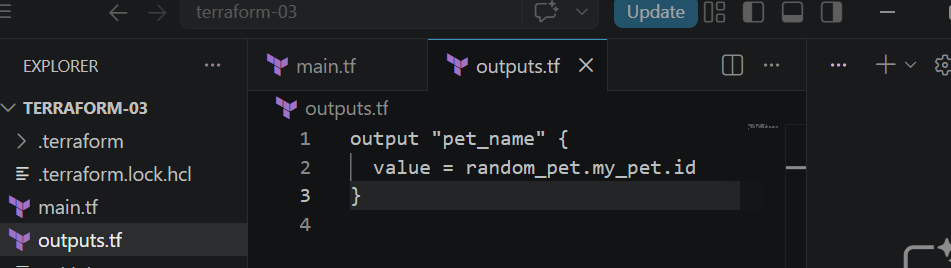 terraform-03
Update
EXPLORER
main.tf
outputs.tf
TERRAFORM-03
.terraform
.terraform.lock.hcl
main.tf
outputs.tf
outputs.tf
1 output "pet_name" {
2 value = random_pet.my_pet.id
3 }
4